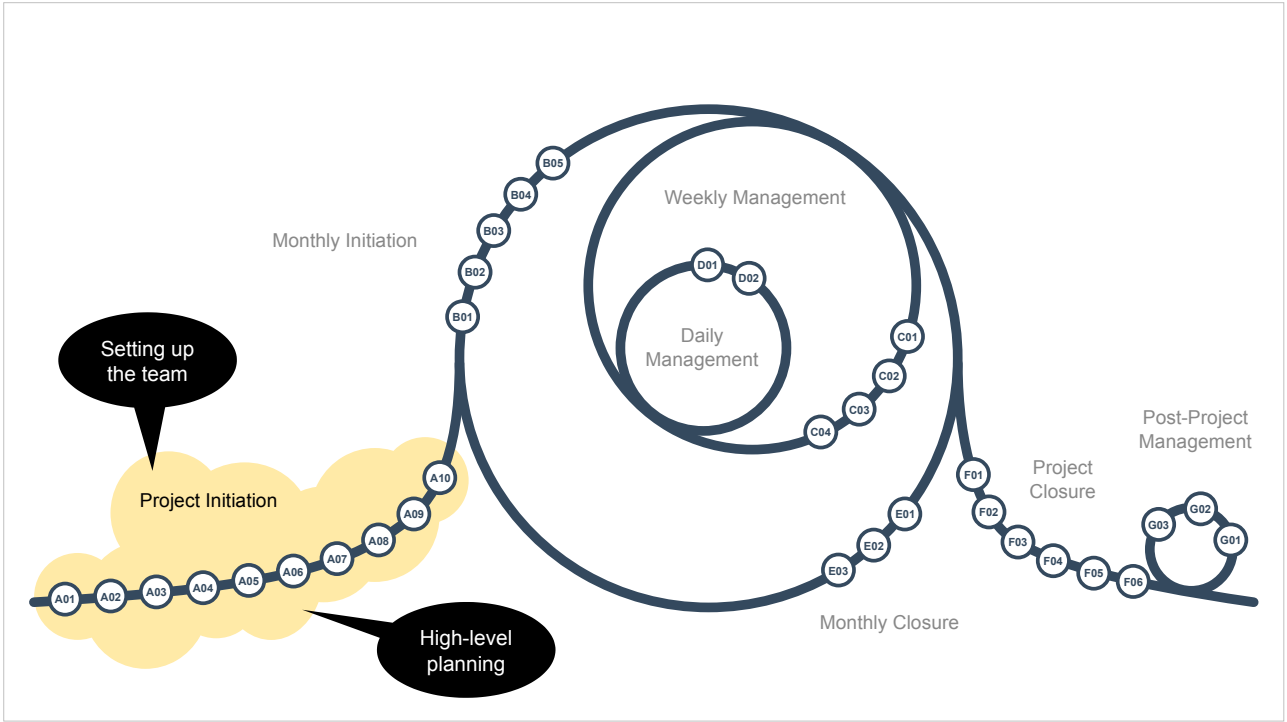 B05
B04
Weekly Management
B03
Monthly Initiation
D01
B02
D02
B01
Daily
Management
C01
Setting up
the team
C02
C03
C04
Post-Project
Management
Project
Closure
A10
F01
Project Initiation
G02
F02
E01
A09
G03
G01
A08
F03
E02
A07
F04
A06
E03
F05
A05
F06
A04
A03
A02
A01
Monthly Closure
High-level
planning